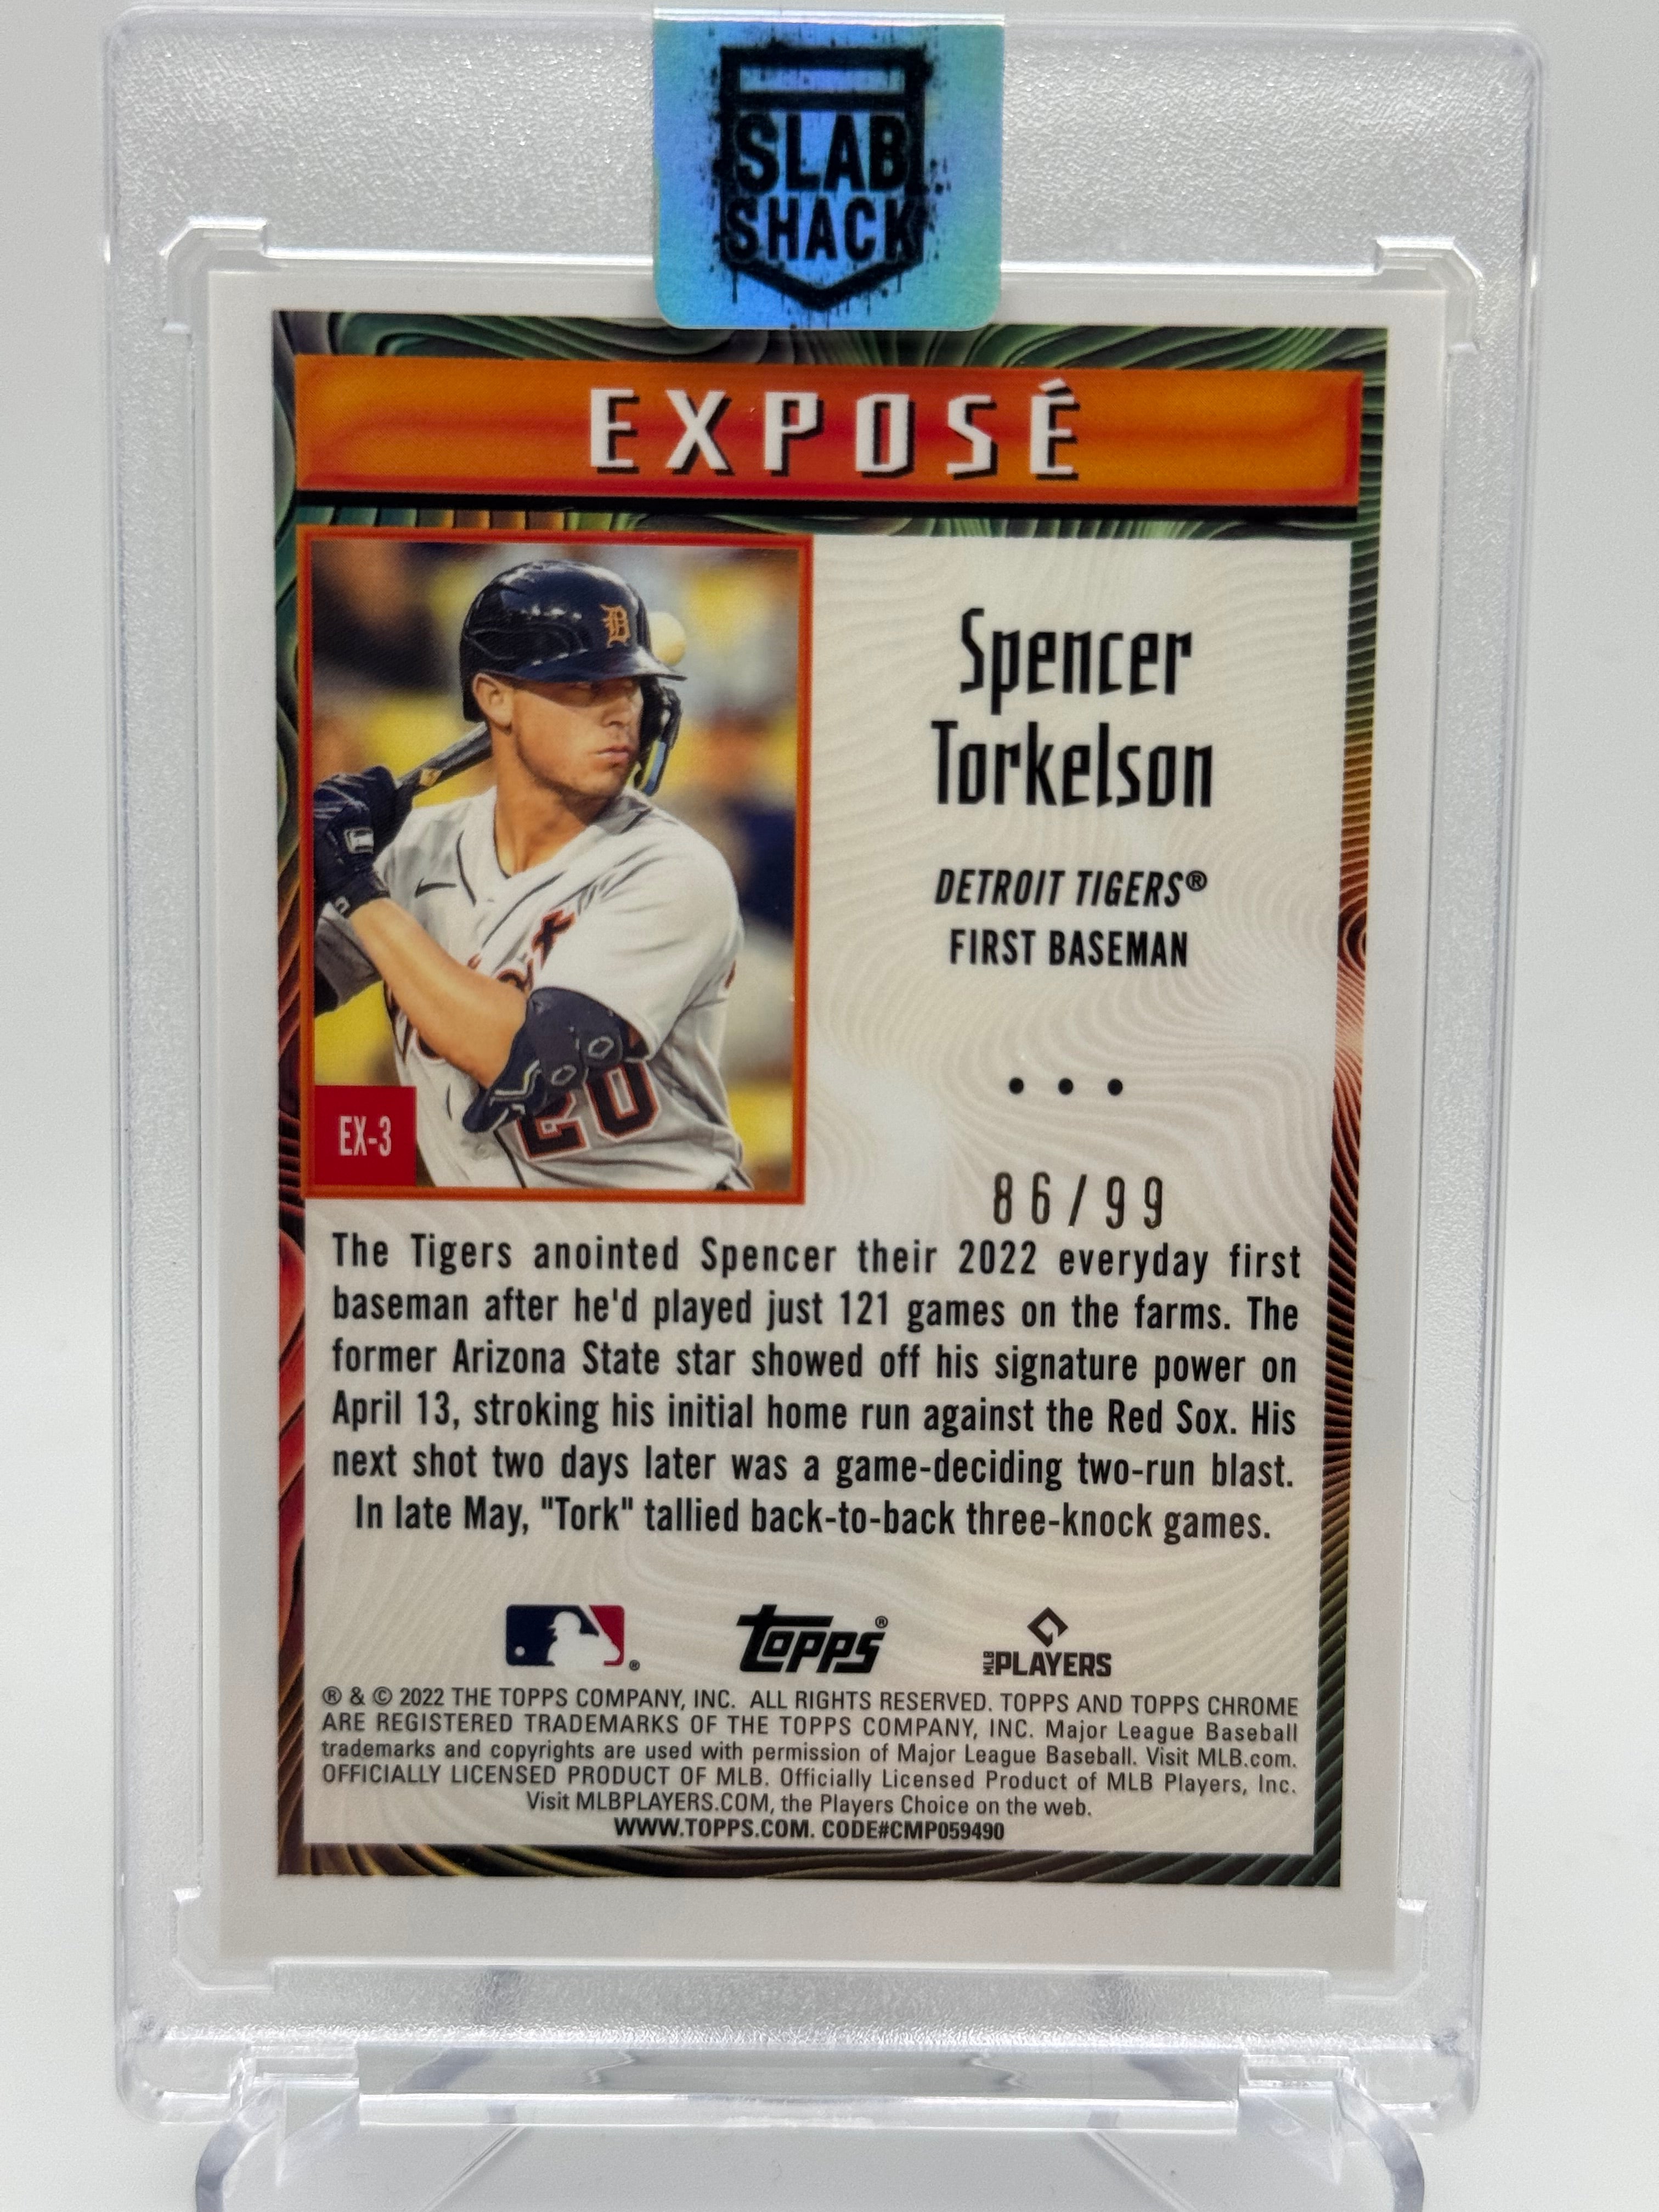 SLAB
SHACK
EXPOSÉ
Spencer
Torkelson
DETROIT TIGERS®
FIRST BASEMAN
• • •
D
20
EX-3
86/99
The Tigers anointed Spencer their 2022 everyday first
baseman after he'd played just 121 games on the farms. The
former Arizona State star showed off his signature power on
April 13, stroking his initial home run against the Red Sox. His
next shot two days later was a game-deciding two-run blast.
In late May, "Tork" tallied back-to-back three-knock games.
®
Topps®
MLB PLAYERS
® & © 2022 THE TOPPS COMPANY, INC. ALL RIGHTS RESERVED. TOPPS AND TOPPS CHROME
ARE REGISTERED TRADEMARKS OF THE TOPPS COMPANY, INC. Major League Baseball
trademarks and copyrights are used with permission of Major League Baseball. Visit MLB.com.
OFFICIALLY LICENSED PRODUCT OF MLB. Officially Licensed Product of MLB Players, Inc.
Visit MLBPLAYERS.COM, the Players Choice on the web.
WWW.TOPPS.COM. CODE#CMP059490